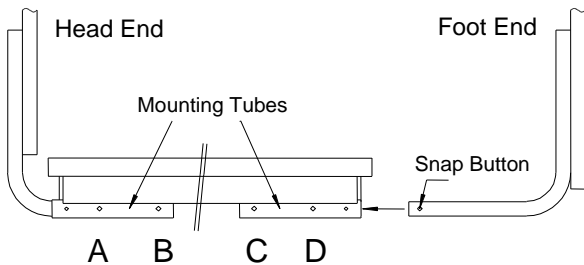 Head End
Foot End
Mounting Tubes
Snap Button
A B C D